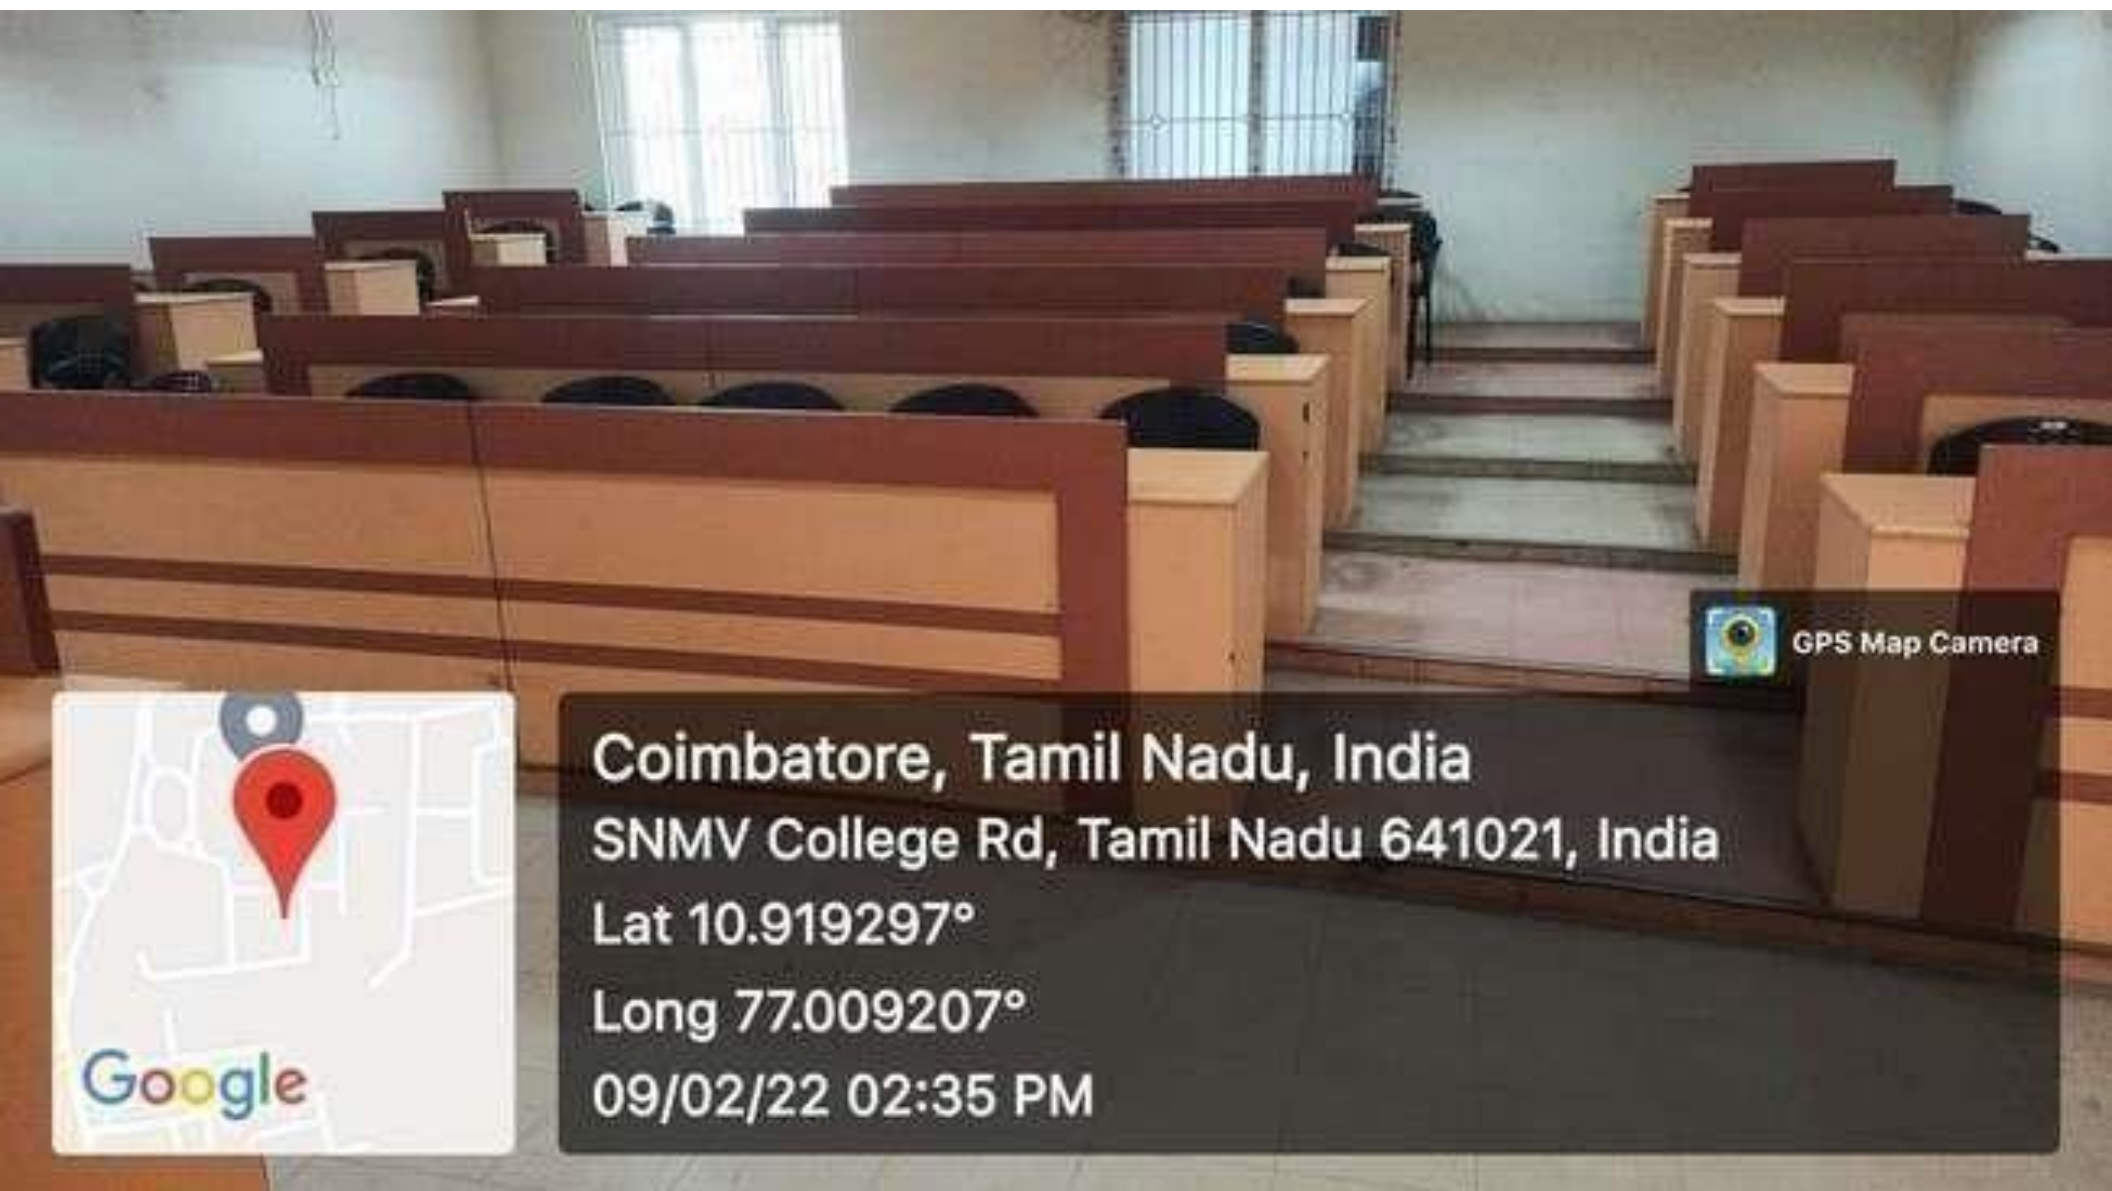 GPS Map Camera
Coimbatore, Tamil Nadu, India
SNMV College Rd, Tamil Nadu 641021, India
Lat 10.919297°
Long 77.009207°
09/02/22 02:35 PM
Google